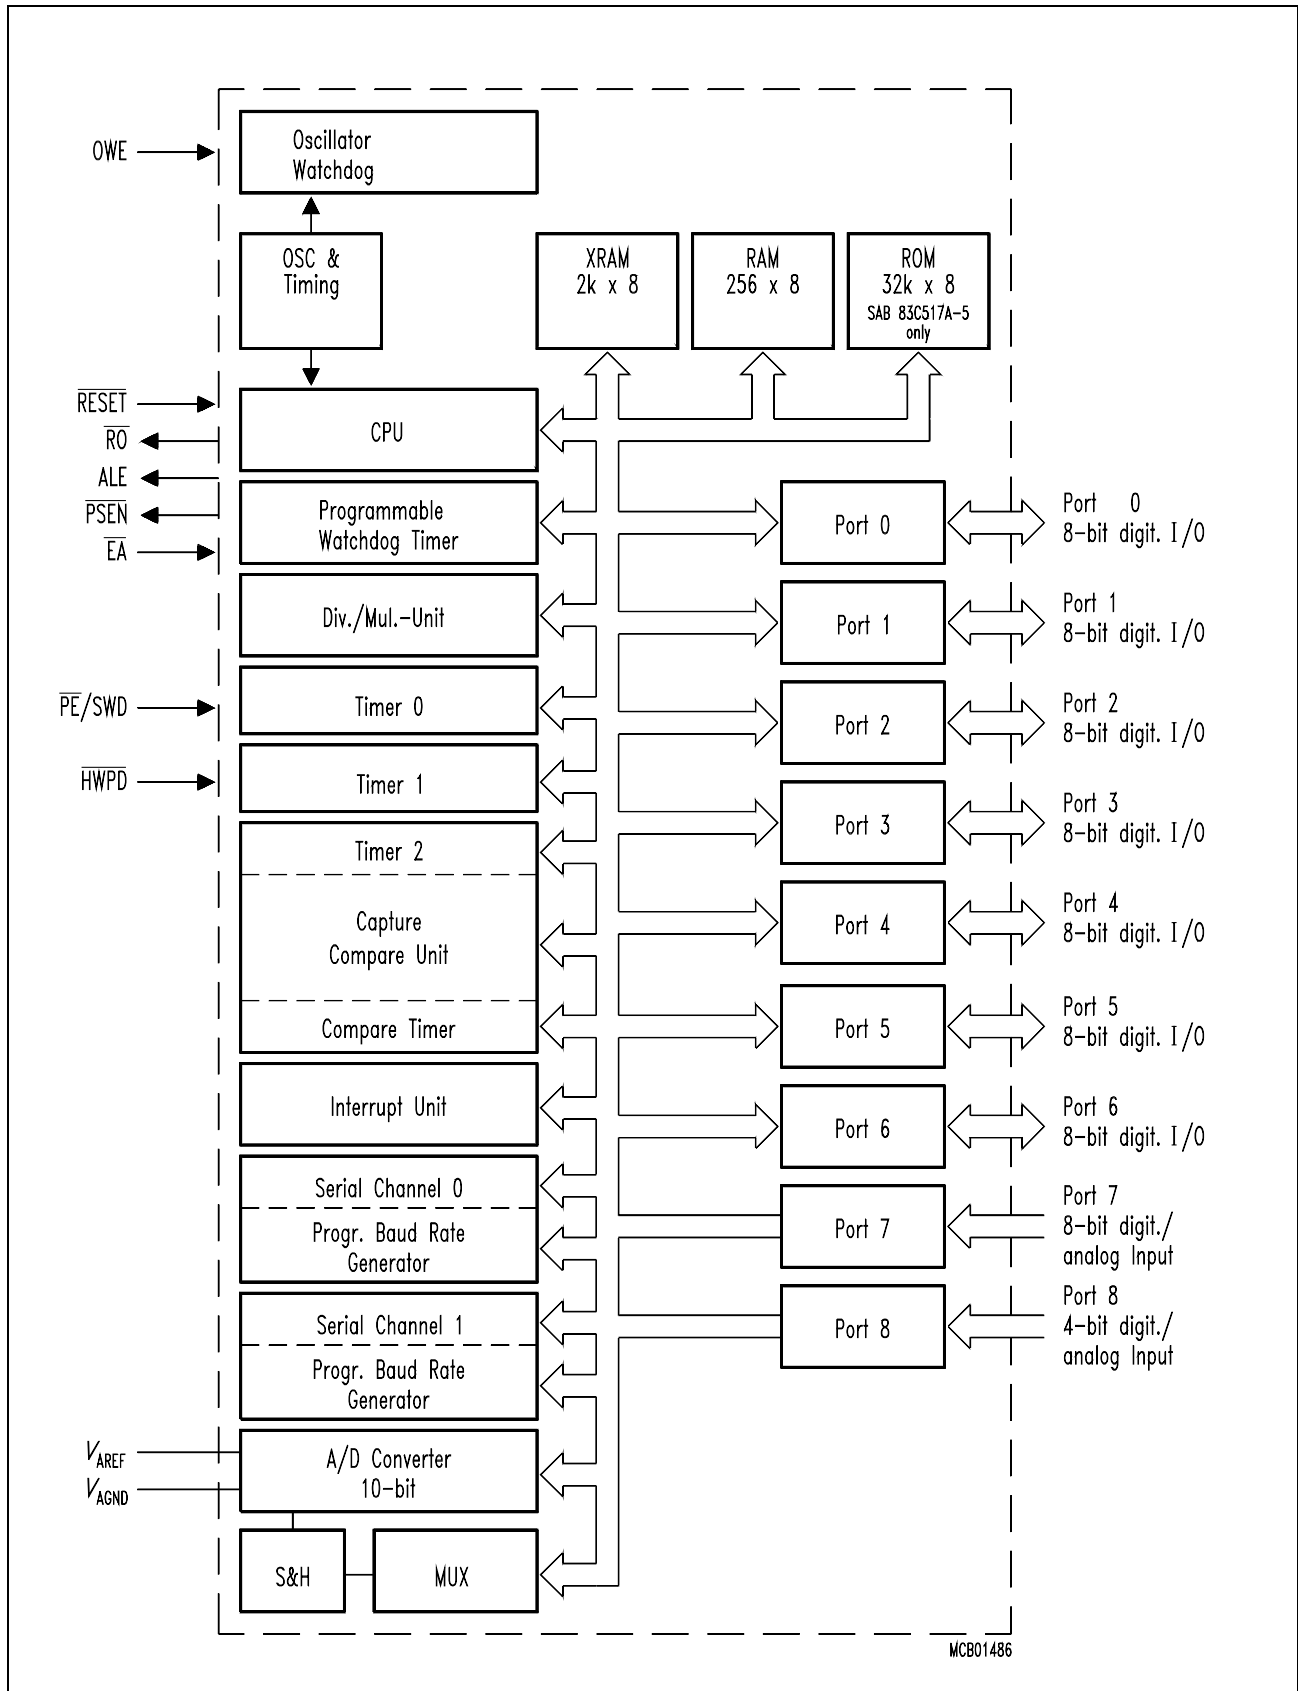 OWE
Oscillator
Watchdog
OSC &
Timing
XRAM
2k x 8
RAM
256 x 8
ROM
32k x 8
SAB 83C517A-5
only
RESET
RO
ALE
PSEN
EA
CPU
Programmable
Watchdog Timer
Port 0
Port 0
8-bit digit. I/O
Div./Mul.-Unit
Port 1
Port 1
8-bit digit. I/O
PE/SWD
Timer 0
Port 2
Port 2
8-bit digit. I/O
HWPD
Timer 1
Port 3
Port 3
8-bit digit. I/O
Timer 2
Capture
Compare Unit
Compare Timer
Port 4
Port 4
8-bit digit. I/O
Port 5
Port 5
8-bit digit. I/O
Interrupt Unit
Port 6
Port 6
8-bit digit. I/O
Serial Channel 0
Progr. Baud Rate
Generator
Port 7
Port 7
8-bit digit./
analog Input
Serial Channel 1
Progr. Baud Rate
Generator
Port 8
Port 8
4-bit digit./
analog Input
VAREF
VAGND
A/D Converter
10-bit
S&H
MUX
MCB01486